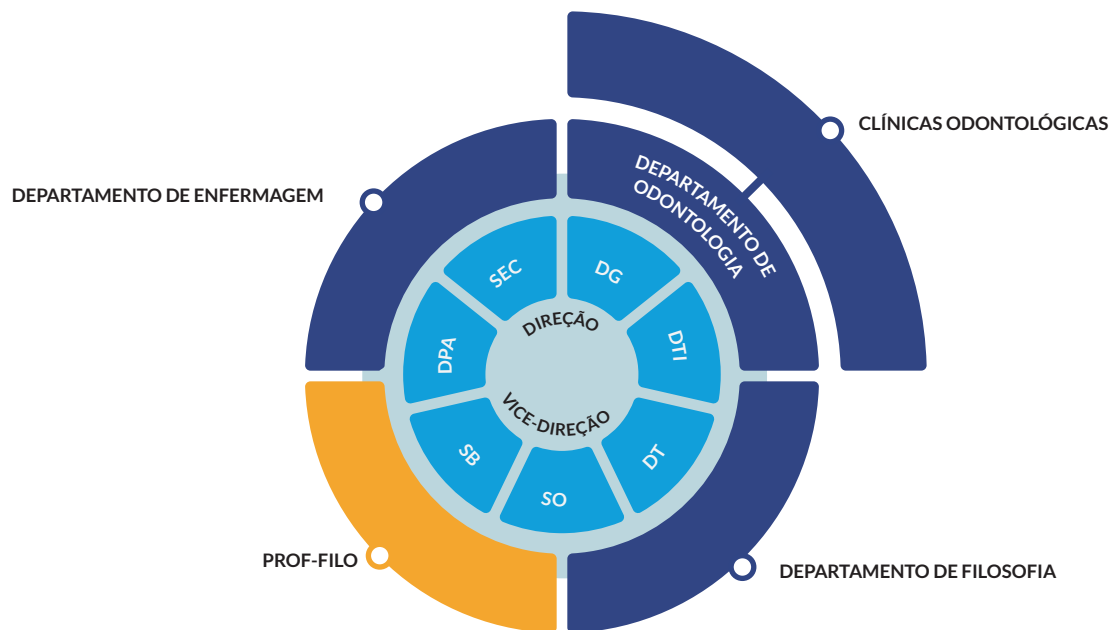 CLÍNICAS ODONTOLÓGICAS
DEPARTAMENTO DE
ODONTOLOGIA
DEPARTAMENTO DE ENFERMAGEM
SEC
DG
DIREÇÃO
DPA
DTI
VICE-DIREÇÃO
SB
DT
SO
PROF-FILO
DEPARTAMENTO DE FILOSOFIA